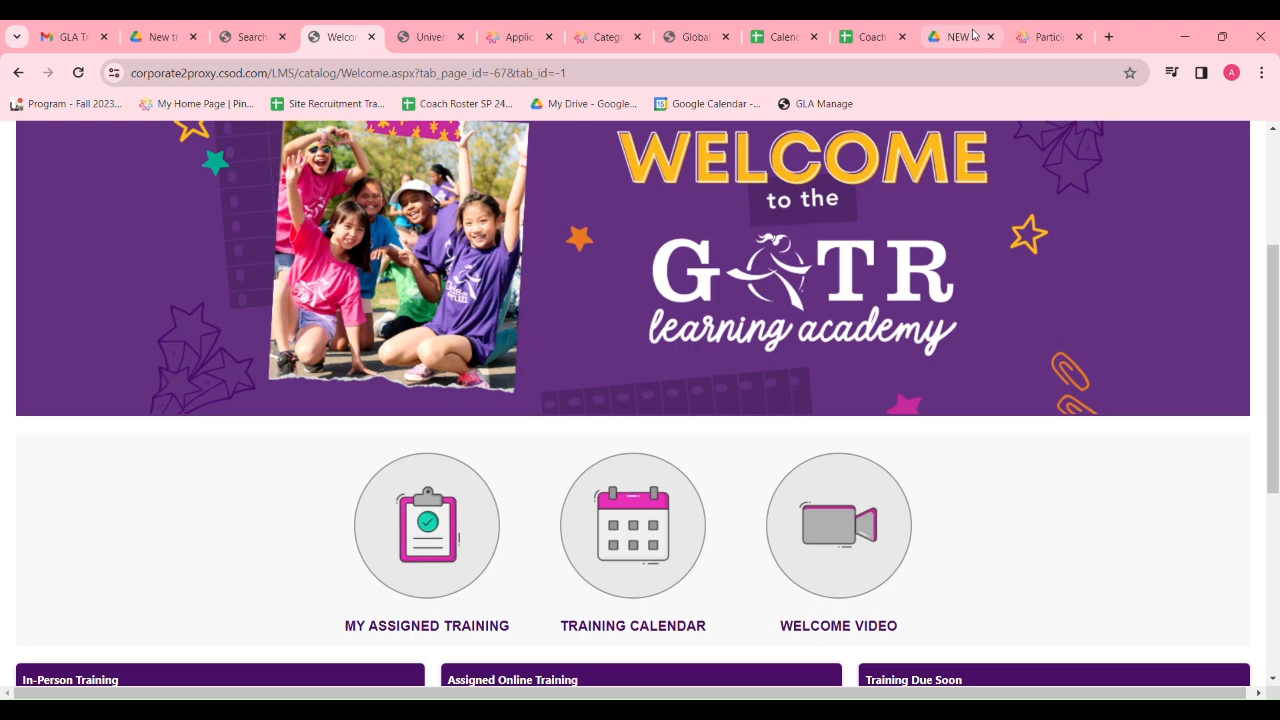 GLA Tr
New tr
Search
Welco
Univer
Applic
Catego
Global
Calenc
Coach
NEW
Partici
corporate2proxy.csod.com/LMS/catalog/Welcome.aspx?tab_page_id=-67&tab_id=-1
A
Program - Fall 2023...
My Home Page | Pin...
Site Recruitment Tra...
Coach Roster SP 24...
My Drive - Google...
Google Calendar -...
GLA Manage
WELCOME
to the
G TR
learning academy
MY ASSIGNED TRAINING
TRAINING CALENDAR
WELCOME VIDEO
In-Person Training
Assigned Online Training
Training Due Soon